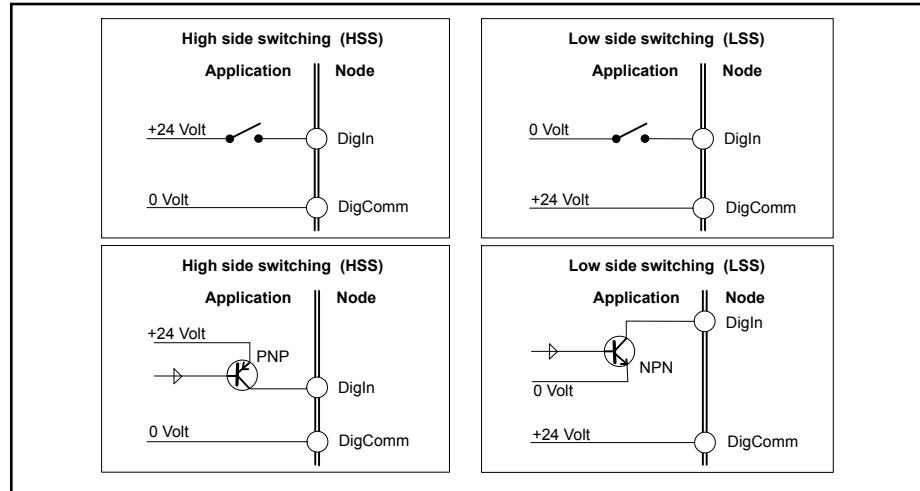 High side switching (HSS)
Application Node
+24 Volt
DigIn
0 Volt
DigComm
Low side switching (LSS)
Application Node
0 Volt
DigIn
+24 Volt
DigComm
High side switching (HSS)
Application Node
+24 Volt
PNP
DigIn
0 Volt
DigComm
Low side switching (LSS)
Application Node
DigIn
NPN
0 Volt
+24 Volt
DigComm